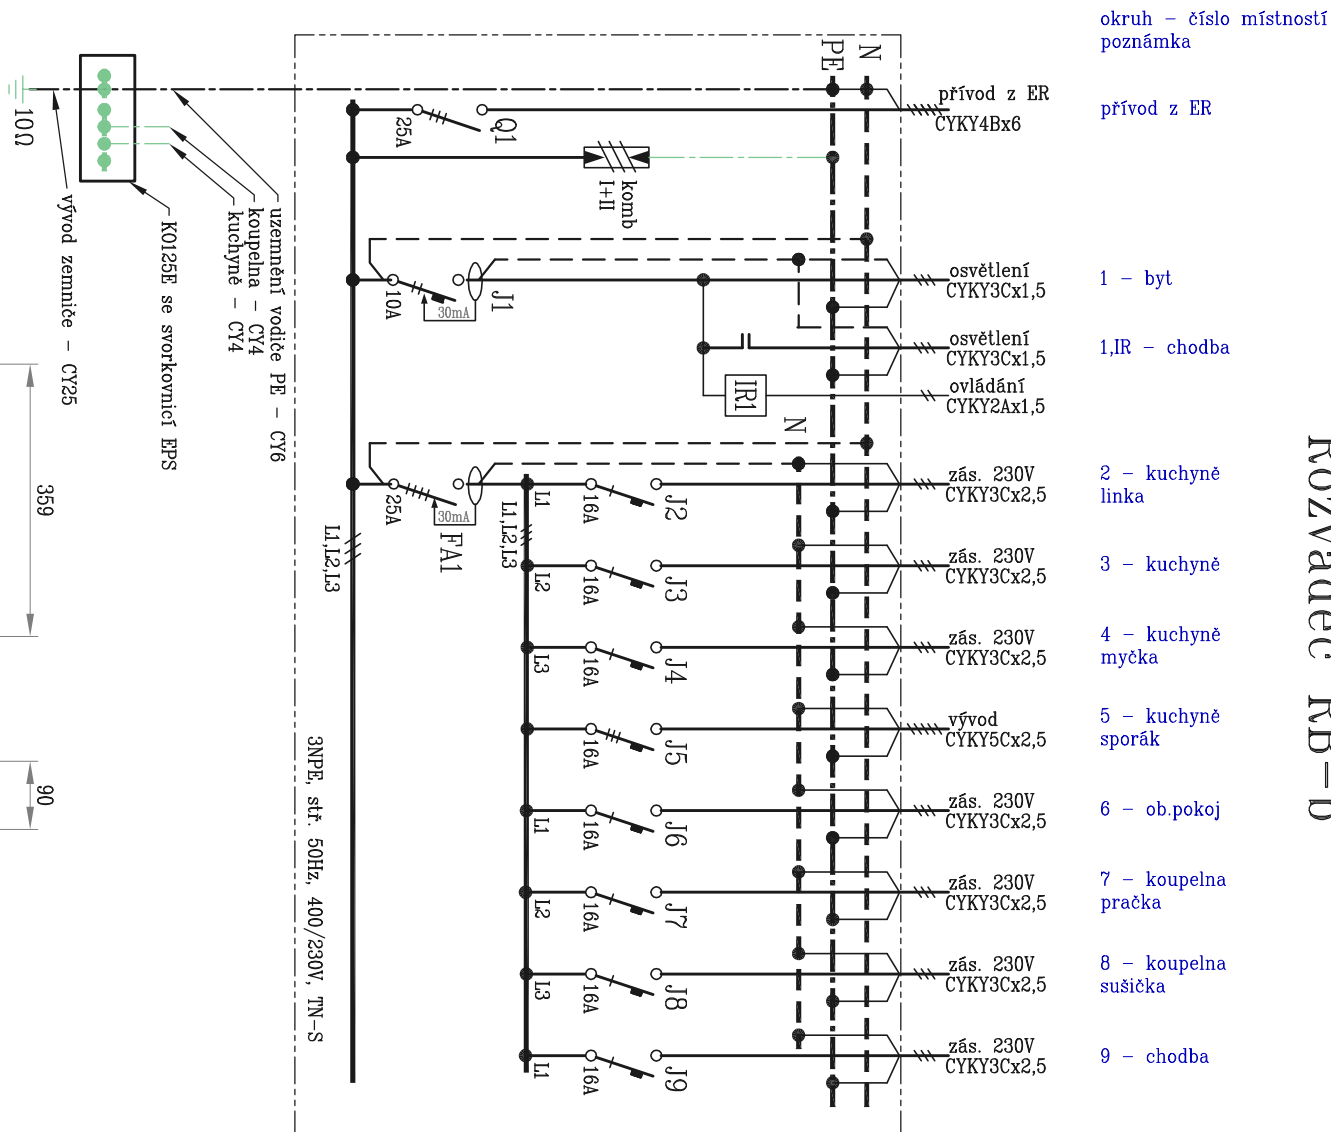 okruh - číslo místností
poznámka
N
PE
přívod z ER
CYKY4Bx6
přívod z ER
10Ω
25A
Q1
komb
I+II
vývod zemniče - CY25
K0125E se svorkovnicí EPS
kuchyně - CY4
koupelna - CY4
uzemnění vodiče PE - CY6
osvětlení
CYKY3Cx1,5
1 - byt
10A
30mA
J1
osvětlení
CYKY3Cx1,5
1,IR - chodba
ovládání
CYKY2Ax1,5
IR1
N
359
90
L1,L2,L3
25A
30mA
FA1
L1,L2,L3
L1
16A
J2
zás. 230V
CYKY3Cx2,5
2 - kuchyně
linka
L2
16A
J3
zás. 230V
CYKY3Cx2,5
3 - kuchyně
L3
16A
J4
zás. 230V
CYKY3Cx2,5
4 - kuchyně
myčka
16A
J5
vývod
CYKY5Cx2,5
5 - kuchyně
sporák
L1
16A
J6
zás. 230V
CYKY3Cx2,5
6 - ob.pokoj
L2
16A
J7
zás. 230V
CYKY3Cx2,5
7 - koupelna
pračka
L3
16A
J8
zás. 230V
CYKY3Cx2,5
8 - koupelna
sušička
L1
16A
J9
zás. 230V
CYKY3Cx2,5
9 - chodba
3NPE, stř. 50Hz, 400/230V, TN-S